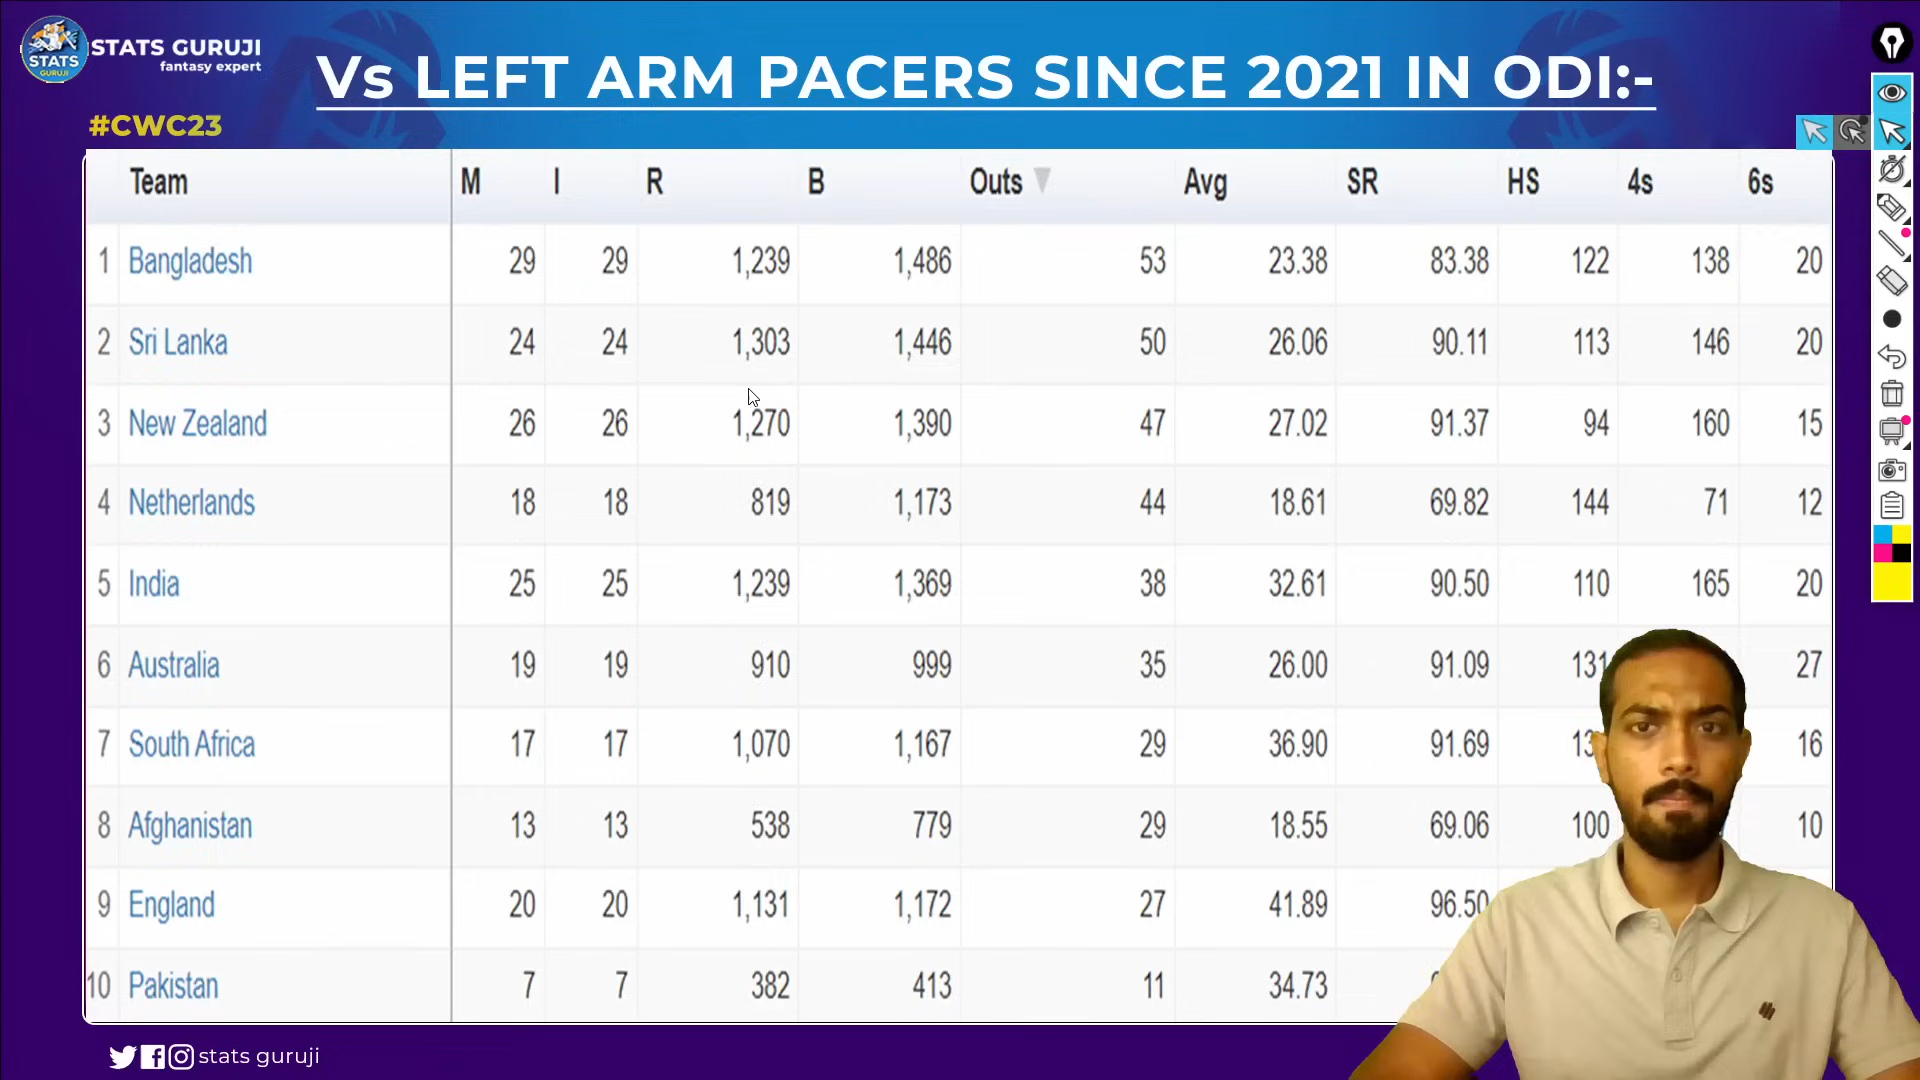 STATS GURUJI
fantasy expert
STATS
GURUJI
Vs LEFT ARM PACERS SINCE 2021 IN ODI:-
#CWC23
Team M I R B Outs Avg SR HS 4s 6s
1 Bangladesh 29 29 1,239 1,486 53 23.38 83.38 122 138 20
2 Sri Lanka 24 24 1,303 1,446 50 26.06 90.11 113 146 20
3 New Zealand 26 26 1,270 1,390 47 27.02 91.37 94 160 15
4 Netherlands 18 18 819 1,173 44 18.61 69.82 144 71 12
5 India 25 25 1,239 1,369 38 32.61 90.50 110 165 20
6 Australia 19 19 910 999 35 26.00 91.09 131 27
7 South Africa 17 17 1,070 1,167 29 36.90 91.69 16
8 Afghanistan 13 13 538 779 29 18.55 69.06 100 10
9 England 20 20 1,131 1,172 27 41.89 96.50
10 Pakistan 7 7 382 413 11 34.73
stats guruji